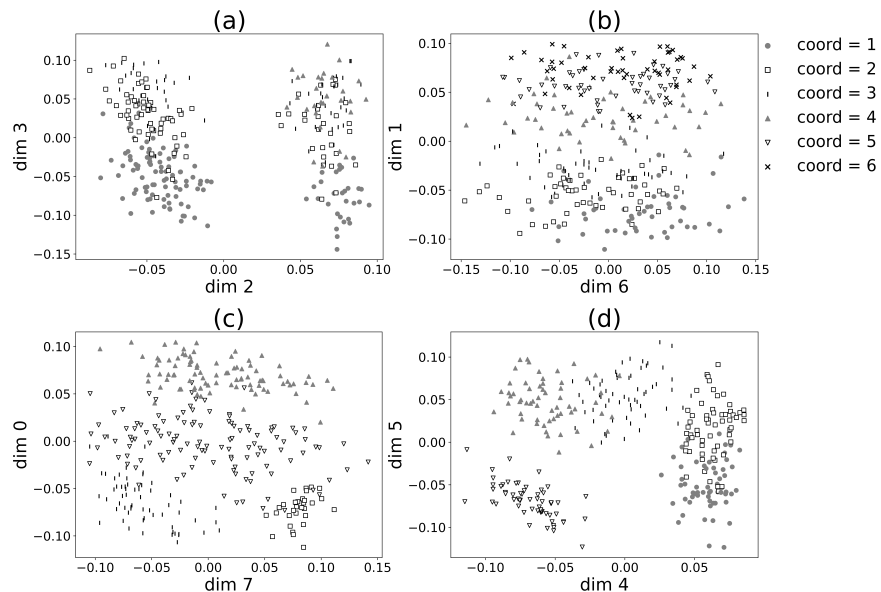 (a)
0.10
0.05
0.00
−0.05
−0.10
−0.15
dim 3
−0.05
0.00
0.05
0.10
dim 2
(b)
0.10
0.05
0.00
−0.05
−0.10
dim 1
−0.15
−0.10
−0.05
0.00
0.05
0.10
0.15
dim 6
coord = 1
coord = 2
coord = 3
coord = 4
coord = 5
coord = 6
(c)
0.10
0.05
0.00
−0.05
−0.10
dim 0
−0.10
−0.05
0.00
0.05
0.10
0.15
dim 7
(d)
0.10
0.05
0.00
−0.05
−0.10
dim 5
−0.10
−0.05
0.00
0.05
dim 4